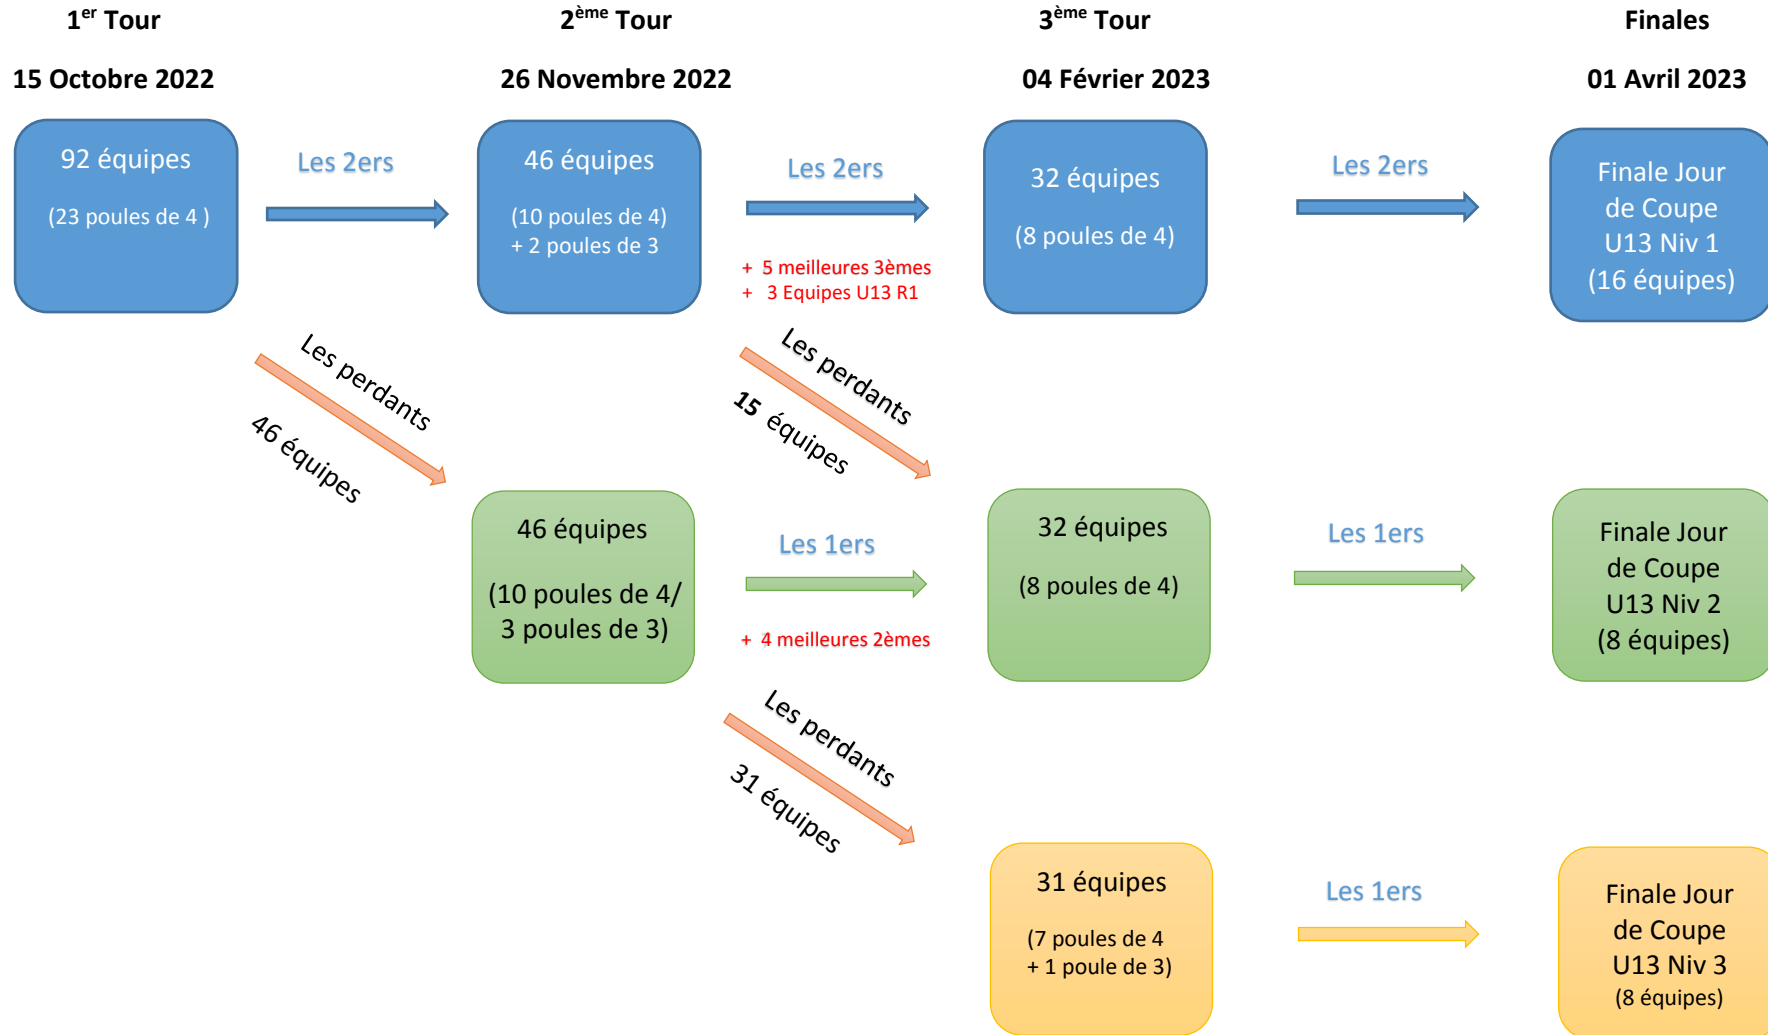 1er Tour
2ème Tour
3ème Tour
Finales
15 Octobre 2022
26 Novembre 2022
04 Février 2023
01 Avril 2023
92 équipes
(23 poules de 4 )
Les 2ers
46 équipes
(10 poules de 4)
+ 2 poules de 3
Les 2ers
+ 5 meilleures 3èmes
+ 3 Equipes U13 R1
32 équipes
(8 poules de 4)
Les 2ers
Finale Jour
de Coupe
U13 Niv 1
(16 équipes)
Les perdants
46 équipes
Les perdants
15 équipes
46 équipes
(10 poules de 4/
3 poules de 3)
Les 1ers
+ 4 meilleures 2èmes
32 équipes
(8 poules de 4)
Les 1ers
Finale Jour
de Coupe
U13 Niv 2
(8 équipes)
Les perdants
31 équipes
31 équipes
(7 poules de 4
+ 1 poule de 3)
Les 1ers
Finale Jour
de Coupe
U13 Niv 3
(8 équipes)